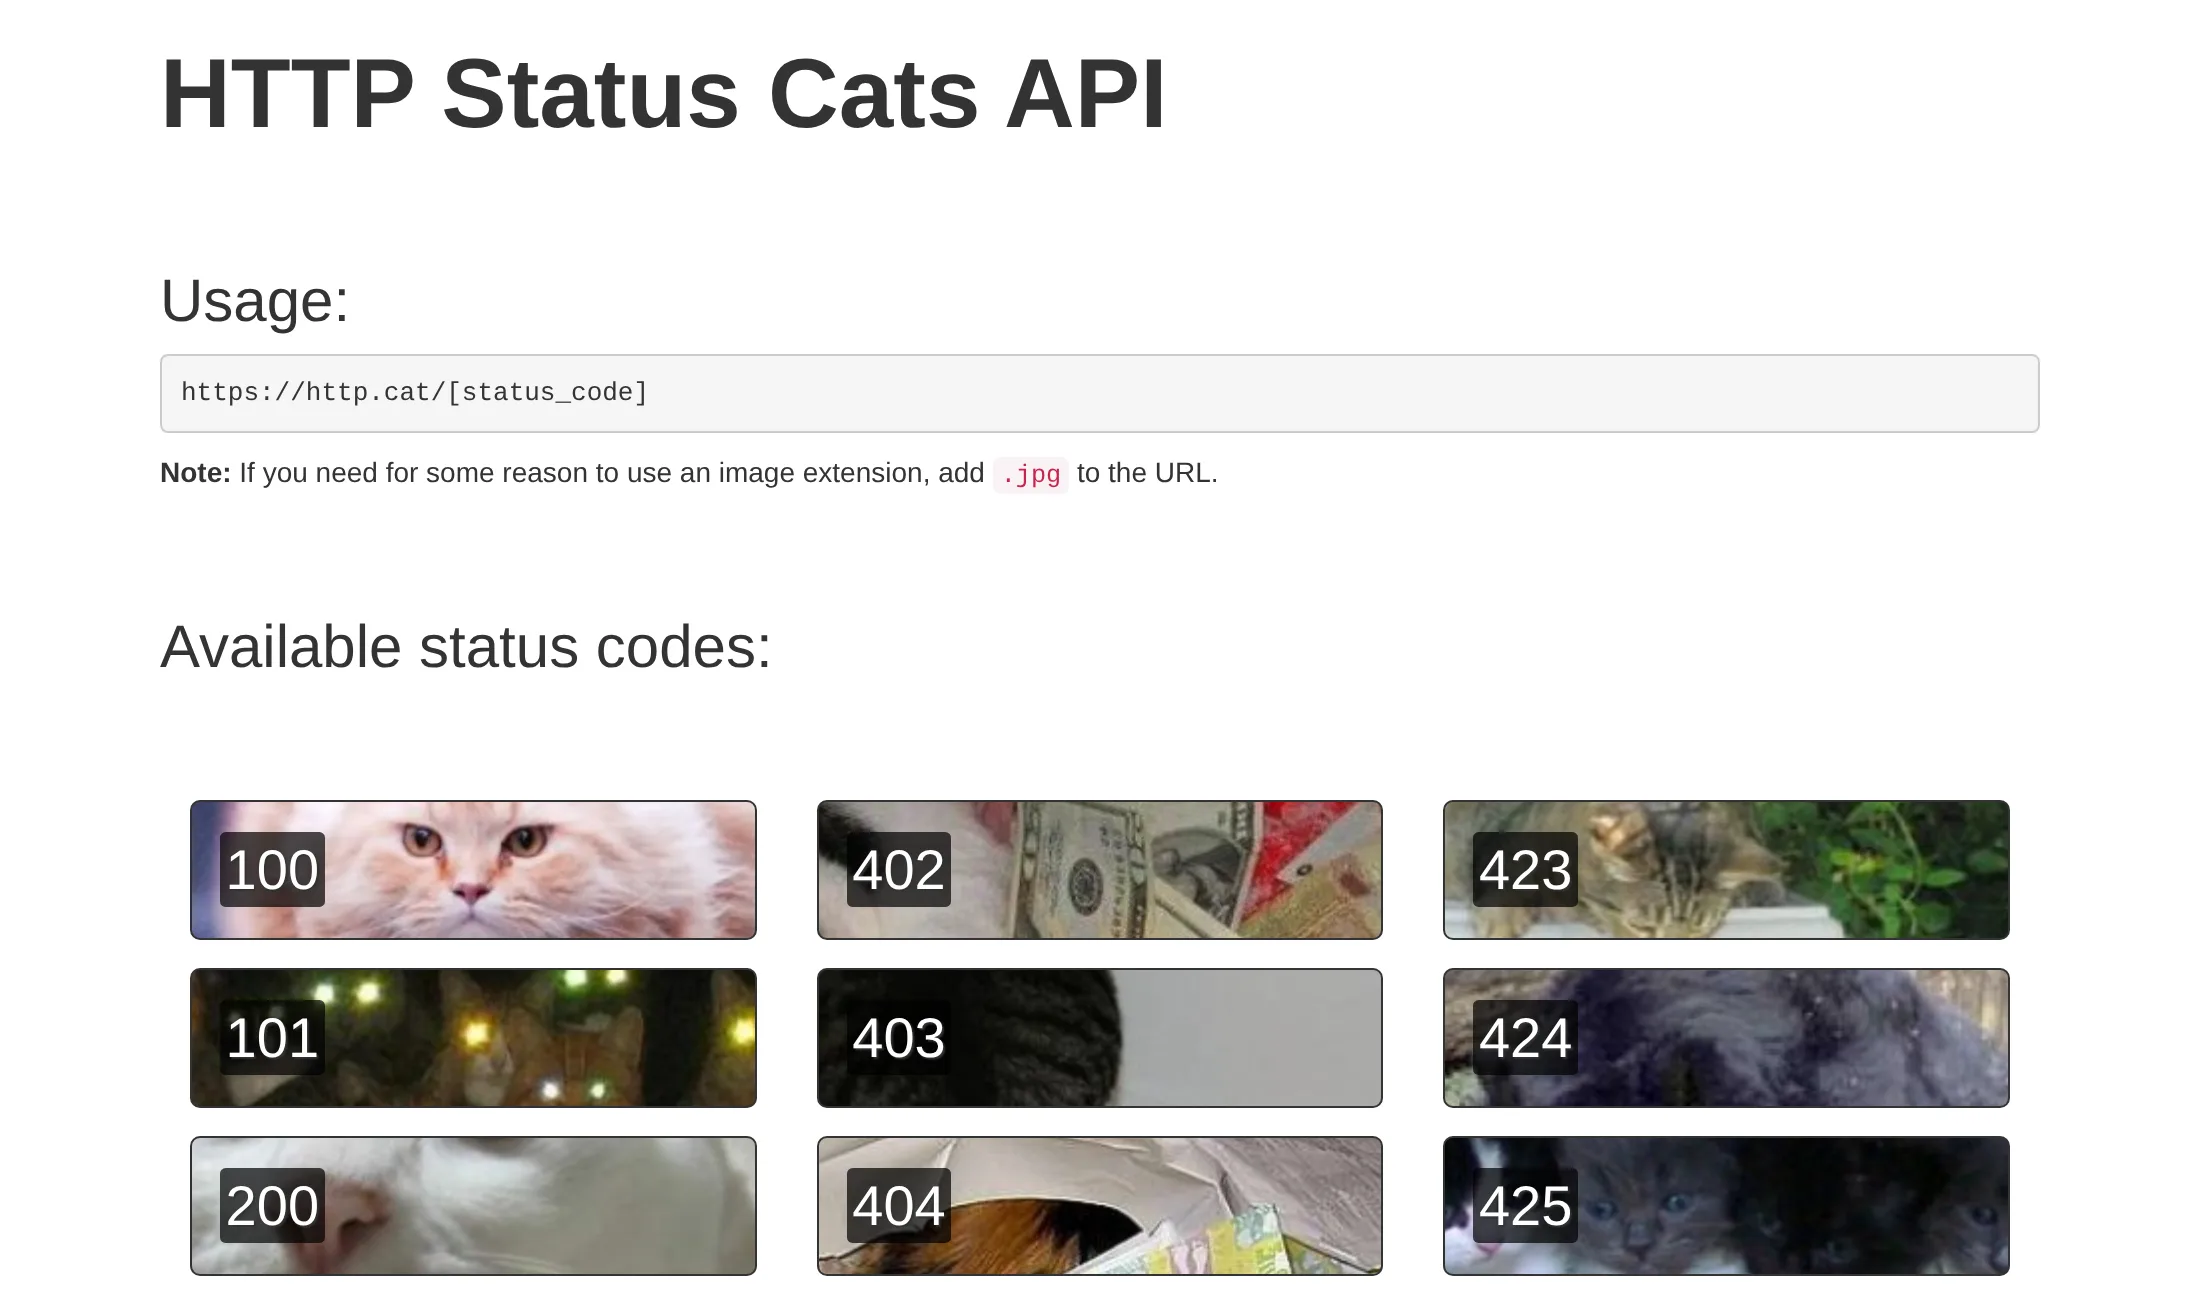 HTTP Status Cats API
Usage:
https://http.cat/[status_code]
Note: If you need for some reason to use an image extension, add .jpg to the URL.
Available status codes:
100
402
423
101
403
424
200
404
425